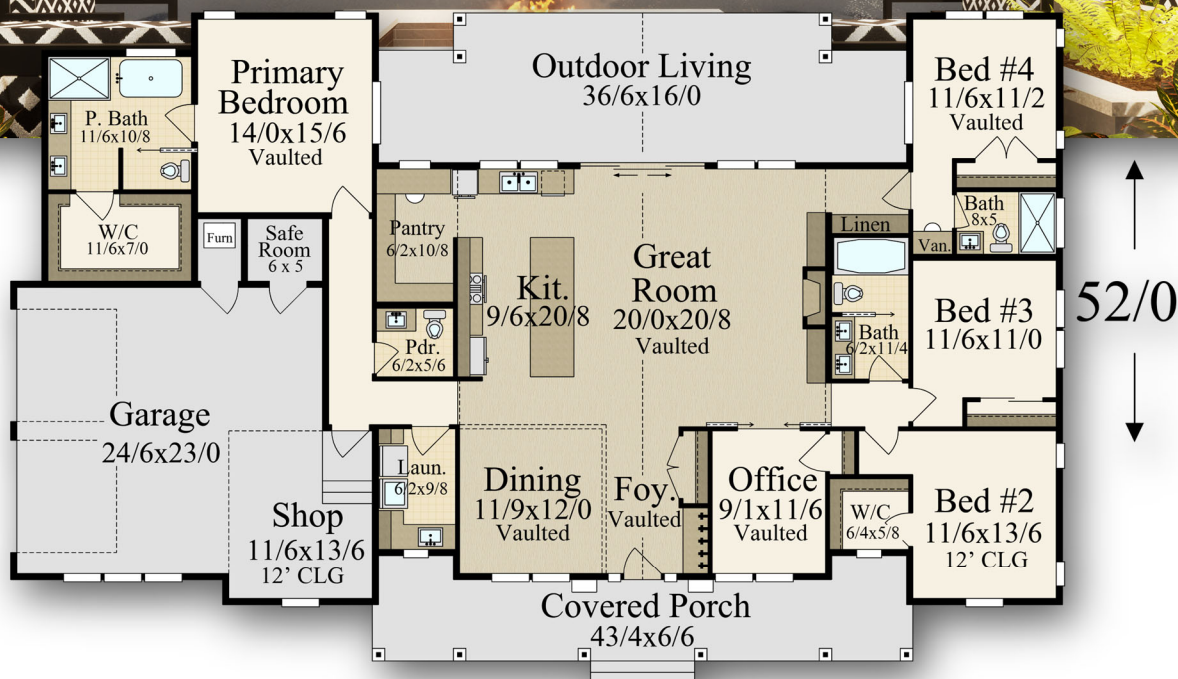 Outdoor Living
36/6x16/0
Primary
Bedroom
14/0x15/6
Vaulted
Bed #4
11/6x11/2
Vaulted
P. Bath
11/6x10/8
W/C
11/6x7/0
Furn
Safe
Room
6 x 5
Pantry
6/2x10/8
Kit.
9/6x20/8
Great
Room
20/0x20/8
Vaulted
Linen
Van.
Bath
8x5
52/0
Bed #3
11/6x11/0
Bath
6/2x11/4
Pdr.
6/2x5/6
Garage
24/6x23/0
Shop
11/6x13/6
12' CLG
Laun.
6/2x9/8
Dining
11/9x12/0
Vaulted
Foy.
Vaulted
Office
9/1x11/6
Vaulted
W/C
6/4x5/8
Bed #2
11/6x13/6
12' CLG
Covered Porch
43/4x6/6